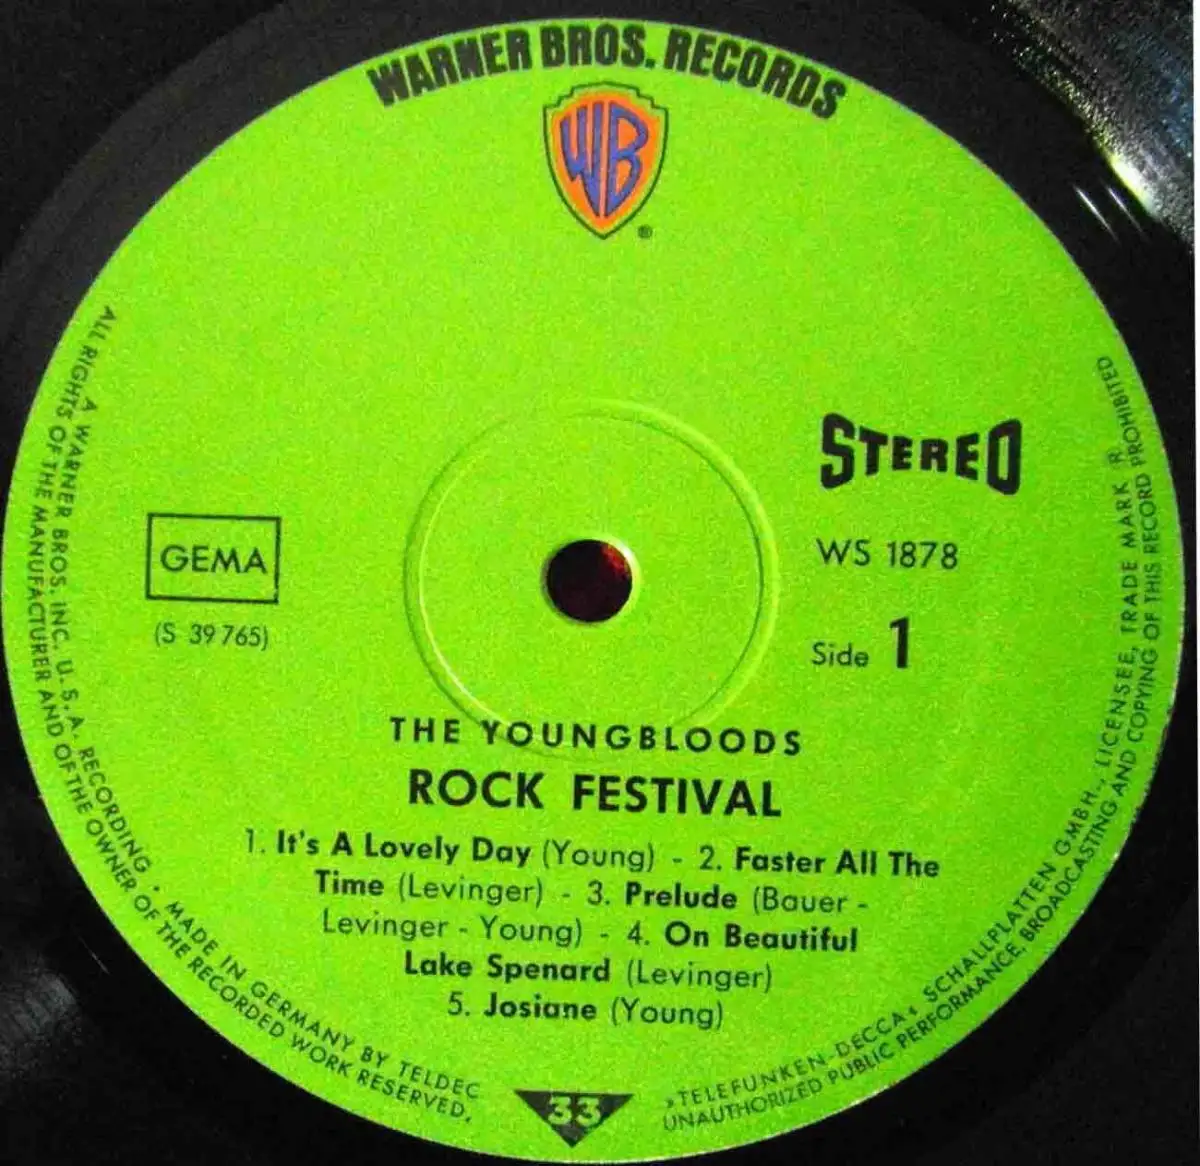 WARNER BROS. RECORDS
WB
®
STEREO
GEMA
WS 1878
(S 39 765)
Side 1
THE YOUNGBLOODS
ROCK FESTIVAL
1. It's A Lovely Day (Young) - 2. Faster All The
Time (Levinger) - 3. Prelude (Bauer -
Levinger - Young) - 4. On Beautiful
Lake Spenard (Levinger)
5. Josiane (Young)
33
A WARNER BROS. INC. U. S. A. RECORDING • MADE IN GERMANY BY TELDEC
ALL RIGHTS OF THE MANUFACTURER AND OF THE OWNER OF THE RECORDED WORK RESERVED.
»TELEFUNKEN-DECCA« SCHALLPLATTEN GMBH., LICENSEE, TRADE MARK R
UNAUTHORIZED PUBLIC PERFORMANCE, BROADCASTING AND COPYING OF THIS RECORD PROHIBITED